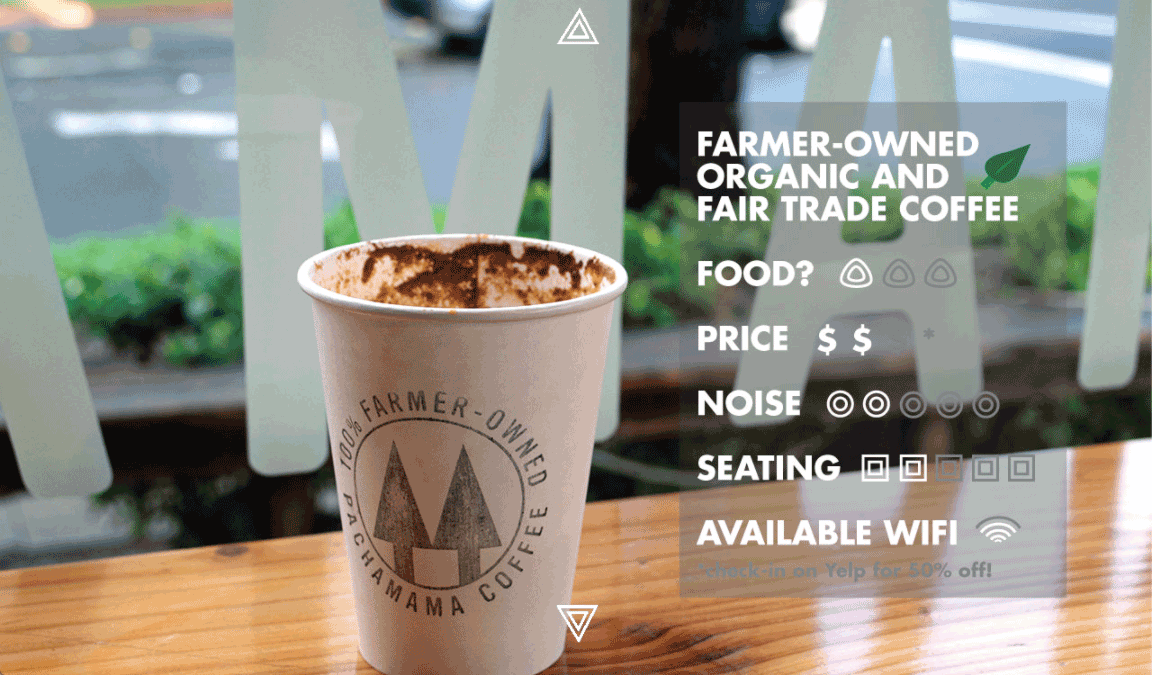 FARMER-OWNED
ORGANIC AND
FAIR TRADE COFFEE
FOOD?
PRICE $ $ *
NOISE
SEATING
AVAILABLE WIFI
*check-in on Yelp for 50% off!
100% FARMER-OWNED
PACHAMAMA COFFEE
MA